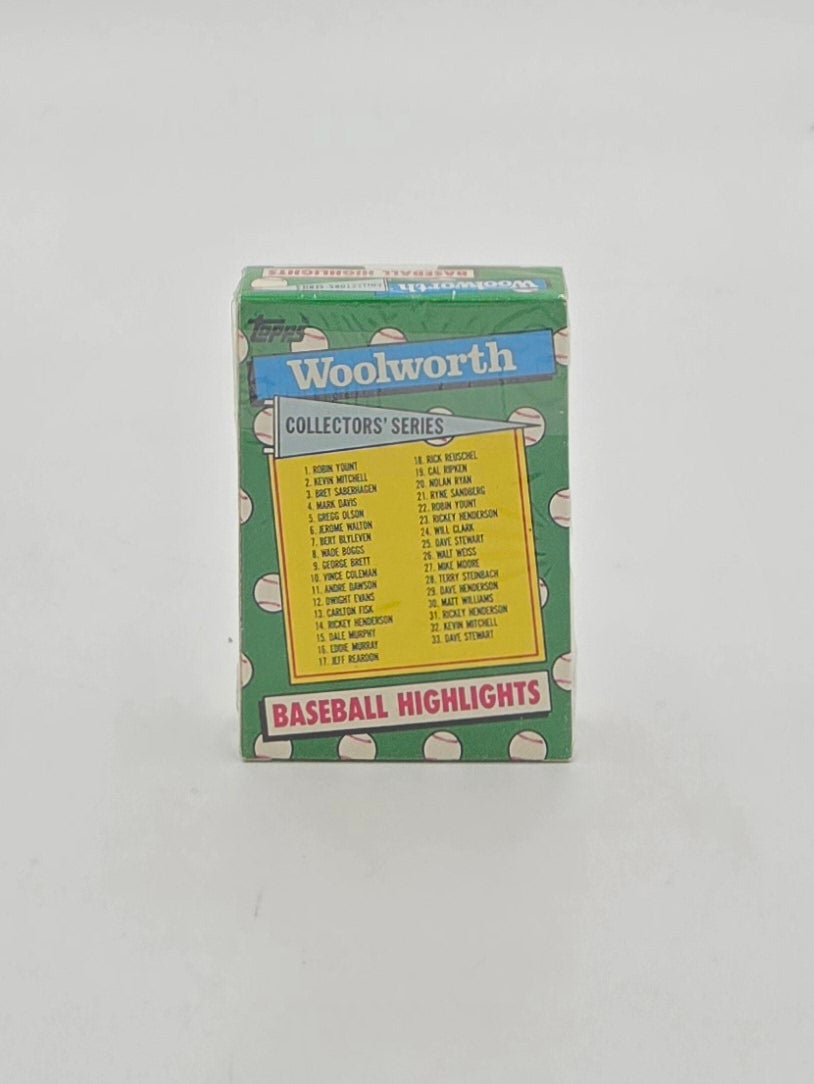 BASEBALL HIGHLIGHTS
COLLECTORS' SERIES
Woolworth
TOPPS
Woolworth
COLLECTORS' SERIES
1. ROBIN YOUNT
2. KEVIN MITCHELL
3. BRET SABERHAGEN
4. MARK DAVIS
5. GREGG OLSON
6. JEROME WALTON
7. BERT BLYLEVEN
8. WADE BOGGS
9. GEORGE BRETT
10. VINCE COLEMAN
11. ANDRE DAWSON
12. DWIGHT EVANS
13. CARLTON FISK
14. RICKEY HENDERSON
15. DALE MURPHY
16. EDDIE MURRAY
17. JEFF REARDON
18. RICK REUSCHEL
19. CAL RIPKEN
20. NOLAN RYAN
21. RYNE SANDBERG
22. ROBIN YOUNT
23. RICKEY HENDERSON
24. WILL CLARK
25. DAVE STEWART
26. WALT WEISS
27. MIKE MOORE
28. TERRY STEINBACH
29. DAVE HENDERSON
30. MATT WILLIAMS
31. RICKEY HENDERSON
32. KEVIN MITCHELL
33. DAVE STEWART
BASEBALL HIGHLIGHTS